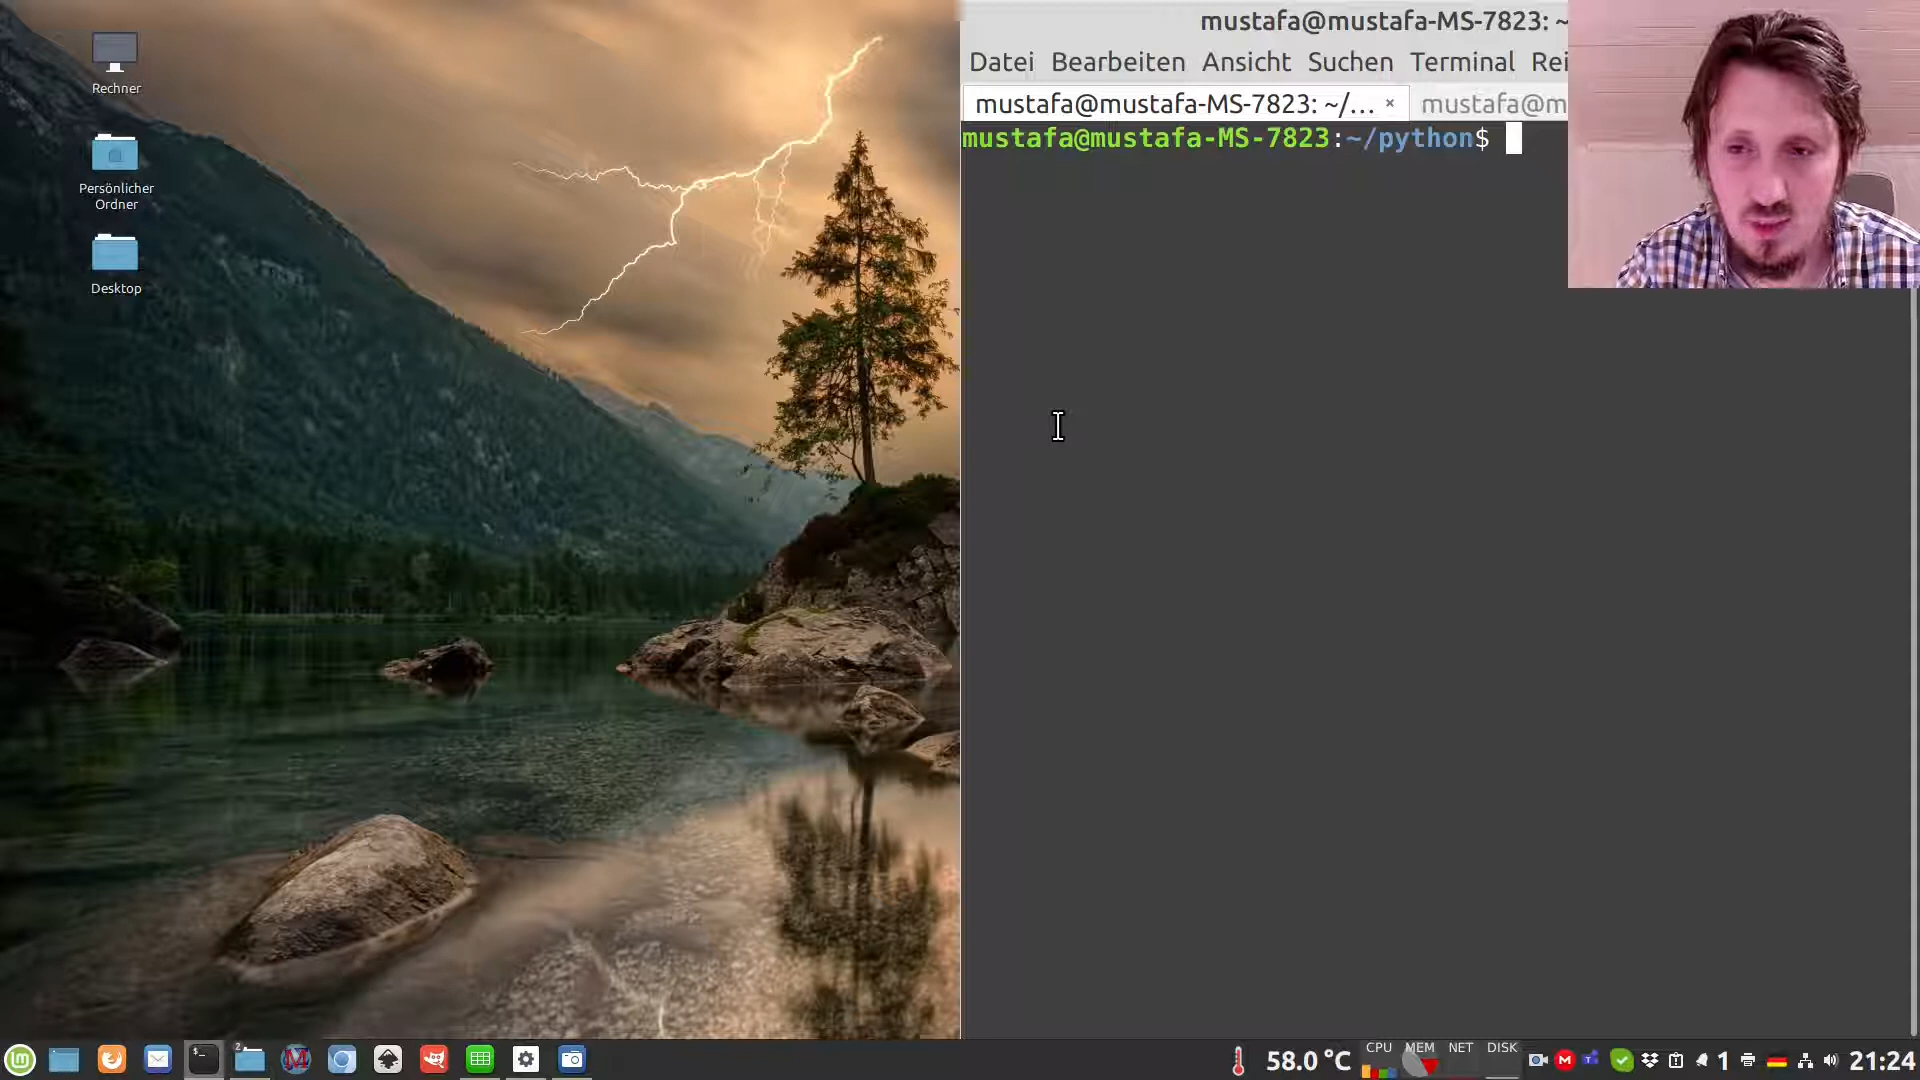 Rechner
Persönlicher
Ordner
Desktop
mustafa@mustafa-MS-7823: ~
Datei Bearbeiten Ansicht Suchen Terminal Rei
mustafa@mustafa-MS-7823: ~/... × mustafa@m
mustafa@mustafa-MS-7823:~/python$
2 58.0 °C CPU MEM NET DISK 1 21:24